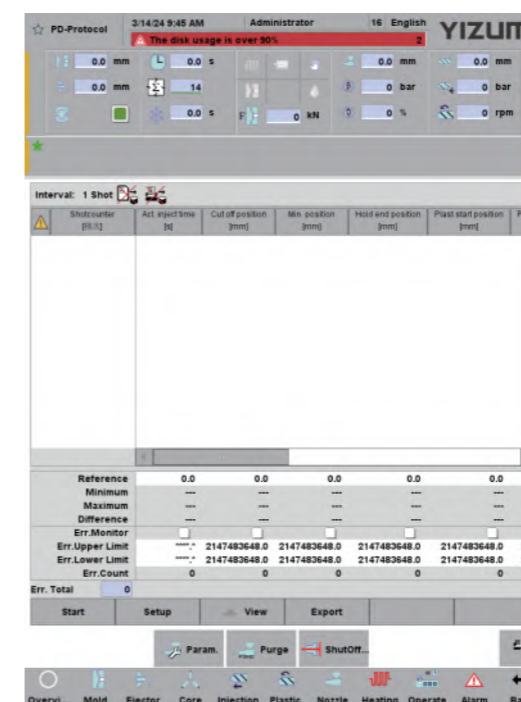 PD-Protocol 3/14/24 9:45 AM Administrator 16 English YIZUM
The disk usage is over 90% 2
0.0 mm 0.0 s 0.0 mm 0.0 mm
0.0 mm 14 0 bar 0 bar
0.0 s F 0 kN 0 % 0 rpm
Interval: 1 Shot
Shotcounter Act. inject time Cut off position Min. position Hold end position Plast start position P
[s] [mm] [mm] [mm] [mm]
Reference 0.0 0.0 0.0 0.0 0.0
Minimum --- --- --- --- ---
Maximum --- --- --- --- ---
Difference --- --- --- --- ---
Err.Monitor
Err.Upper Limit ****.* 2147483648.0 2147483648.0 2147483648.0 2147483648.0
Err.Lower Limit ****.* 2147483648.0 2147483648.0 2147483648.0 2147483648.0
Err.Count 0 0 0 0 0
Err. Total 0
Start Setup View Export
Param. Purge ShutOff...
Overvi... Mold Ejector Core Injection Plastic Nozzle Heating Operate Alarm Ba